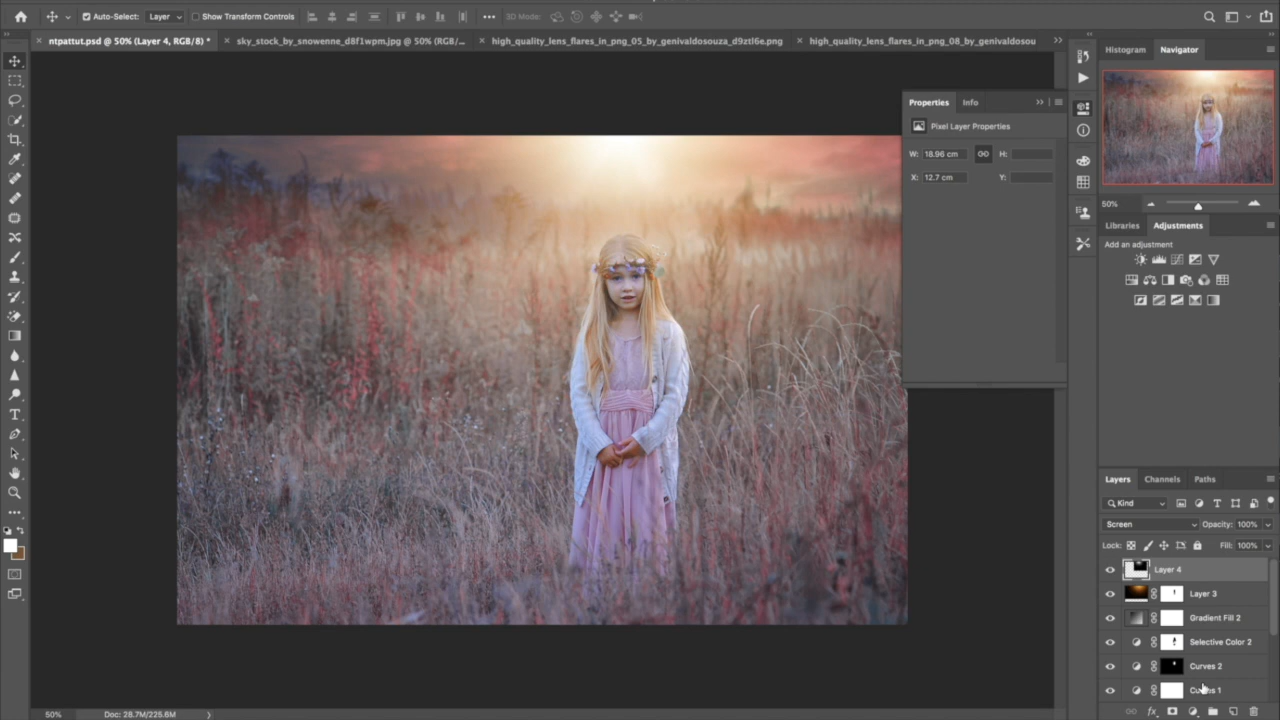 Auto-Select: Layer Show Transform Controls 3D Mode:
ntpattut.psd @ 50% (Layer 4, RGB/8) * sky_stock_by_snowenne_d8f1wpm.jpg @ 50% (RGB/... high_quality_lens_flares_in_png_05_by_genivaldosouza_d9ztl6e.png high_quality_lens_flares_in_png_08_by_genivaldosou
Histogram Navigator
Properties Info
Pixel Layer Properties
W: 18.96 cm H:
X: 12.7 cm Y:
50%
Libraries Adjustments
Add an adjustment
Layers Channels Paths
Kind
Screen Opacity: 100%
Lock: Fill: 100%
Layer 4
Layer 3
Gradient Fill 2
Selective Color 2
Curves 2
50% Doc: 28.7M/225.6M